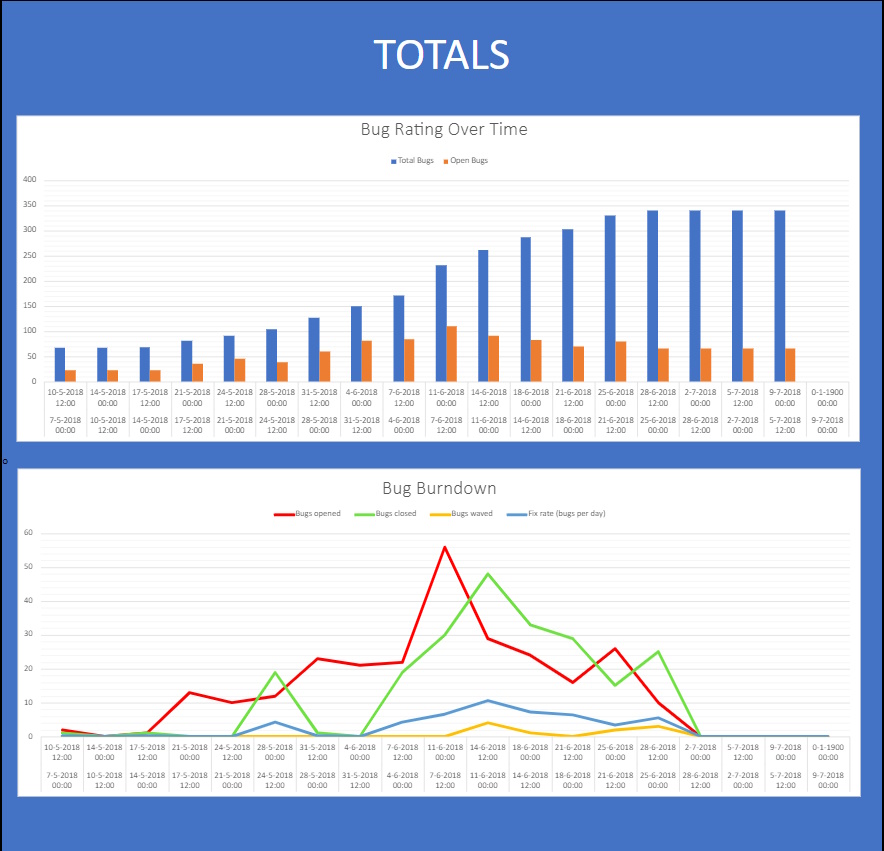 TOTALS
Bug Rating Over Time
Total Bugs Open Bugs
400
350
300
250
200
150
100
50
0
10-5-2018 14-5-2018 17-5-2018 21-5-2018 24-5-2018 28-5-2018 31-5-2018 4-6-2018 7-6-2018 11-6-2018 14-6-2018 18-6-2018 21-6-2018 25-6-2018 28-6-2018 2-7-2018 5-7-2018 9-7-2018 0-1-1900
12:00 00:00 12:00 00:00 12:00 00:00 12:00 00:00 12:00 00:00 12:00 00:00 12:00 00:00 12:00 00:00 12:00 00:00 00:00
7-5-2018 10-5-2018 14-5-2018 17-5-2018 21-5-2018 24-5-2018 28-5-2018 31-5-2018 4-6-2018 7-6-2018 11-6-2018 14-6-2018 18-6-2018 21-6-2018 25-6-2018 28-6-2018 2-7-2018 5-7-2018 9-7-2018
00:00 12:00 00:00 12:00 00:00 12:00 00:00 12:00 00:00 12:00 00:00 12:00 00:00 12:00 00:00 12:00 00:00 12:00 00:00
Bug Burndown
Bugs opened Bugs closed Bugs waved Fix rate (bugs per day)
60
50
40
30
20
10
0
10-5-2018 14-5-2018 17-5-2018 21-5-2018 24-5-2018 28-5-2018 31-5-2018 4-6-2018 7-6-2018 11-6-2018 14-6-2018 18-6-2018 21-6-2018 25-6-2018 28-6-2018 2-7-2018 5-7-2018 9-7-2018 0-1-1900
12:00 00:00 12:00 00:00 12:00 00:00 12:00 00:00 12:00 00:00 12:00 00:00 12:00 00:00 12:00 00:00 12:00 00:00 00:00
7-5-2018 10-5-2018 14-5-2018 17-5-2018 21-5-2018 24-5-2018 28-5-2018 31-5-2018 4-6-2018 7-6-2018 11-6-2018 14-6-2018 18-6-2018 21-6-2018 25-6-2018 28-6-2018 2-7-2018 5-7-2018 9-7-2018
00:00 12:00 00:00 12:00 00:00 12:00 00:00 12:00 00:00 12:00 00:00 12:00 00:00 12:00 00:00 12:00 00:00 12:00 00:00